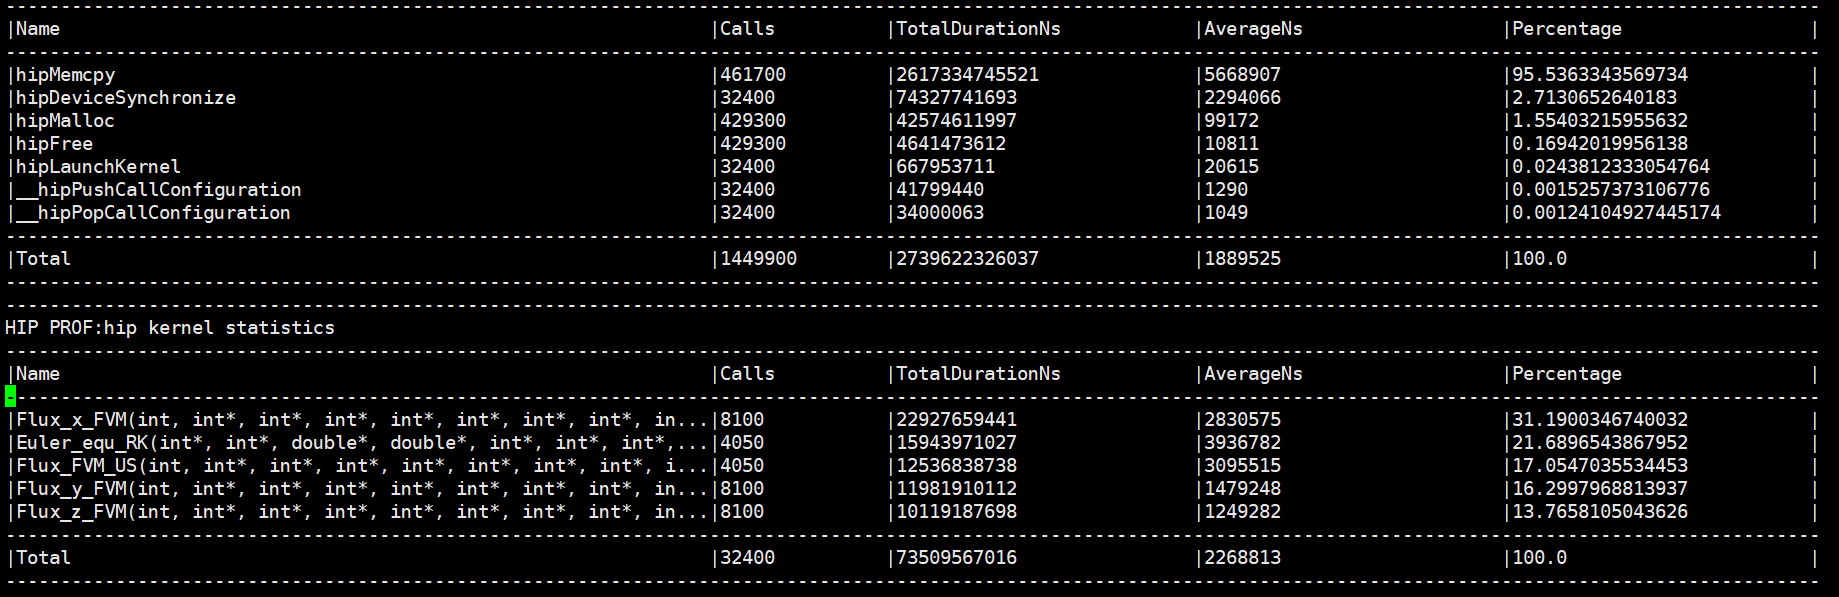 |Name |Calls |TotalDurationNs |AverageNs |Percentage |
|hipMemcpy |461700 |2617334745521 |5668907 |95.5363343569734 |
|hipDeviceSynchronize |32400 |74327741693 |2294066 |2.7130652640183 |
|hipMalloc |429300 |42574611997 |99172 |1.55403215955632 |
|hipFree |429300 |4641473612 |10811 |0.16942019956138 |
|hipLaunchKernel |32400 |667953711 |20615 |0.0243812333054764 |
|__hipPushCallConfiguration |32400 |41799440 |1290 |0.0015257373106776 |
|__hipPopCallConfiguration |32400 |34000063 |1049 |0.00124104927445174 |
|Total |1449900 |2739622326037 |1889525 |100.0 |
HIP PROF:hip kernel statistics
|Name |Calls |TotalDurationNs |AverageNs |Percentage |
|Flux_x_FVM(int, int*, int*, int*, int*, int*, int*, int*, in...|8100 |22927659441 |2830575 |31.1900346740032 |
|Euler_equ_RK(int*, int*, double*, double*, int*, int*, int*,...|4050 |15943971027 |3936782 |21.6896543867952 |
|Flux_FVM_US(int, int*, int*, int*, int*, int*, int*, int*, i...|4050 |12536838738 |3095515 |17.0547035534453 |
|Flux_y_FVM(int, int*, int*, int*, int*, int*, int*, int*, in...|8100 |11981910112 |1479248 |16.2997968813937 |
|Flux_z_FVM(int, int*, int*, int*, int*, int*, int*, int*, in...|8100 |10119187698 |1249282 |13.7658105043626 |
|Total |32400 |73509567016 |2268813 |100.0 |